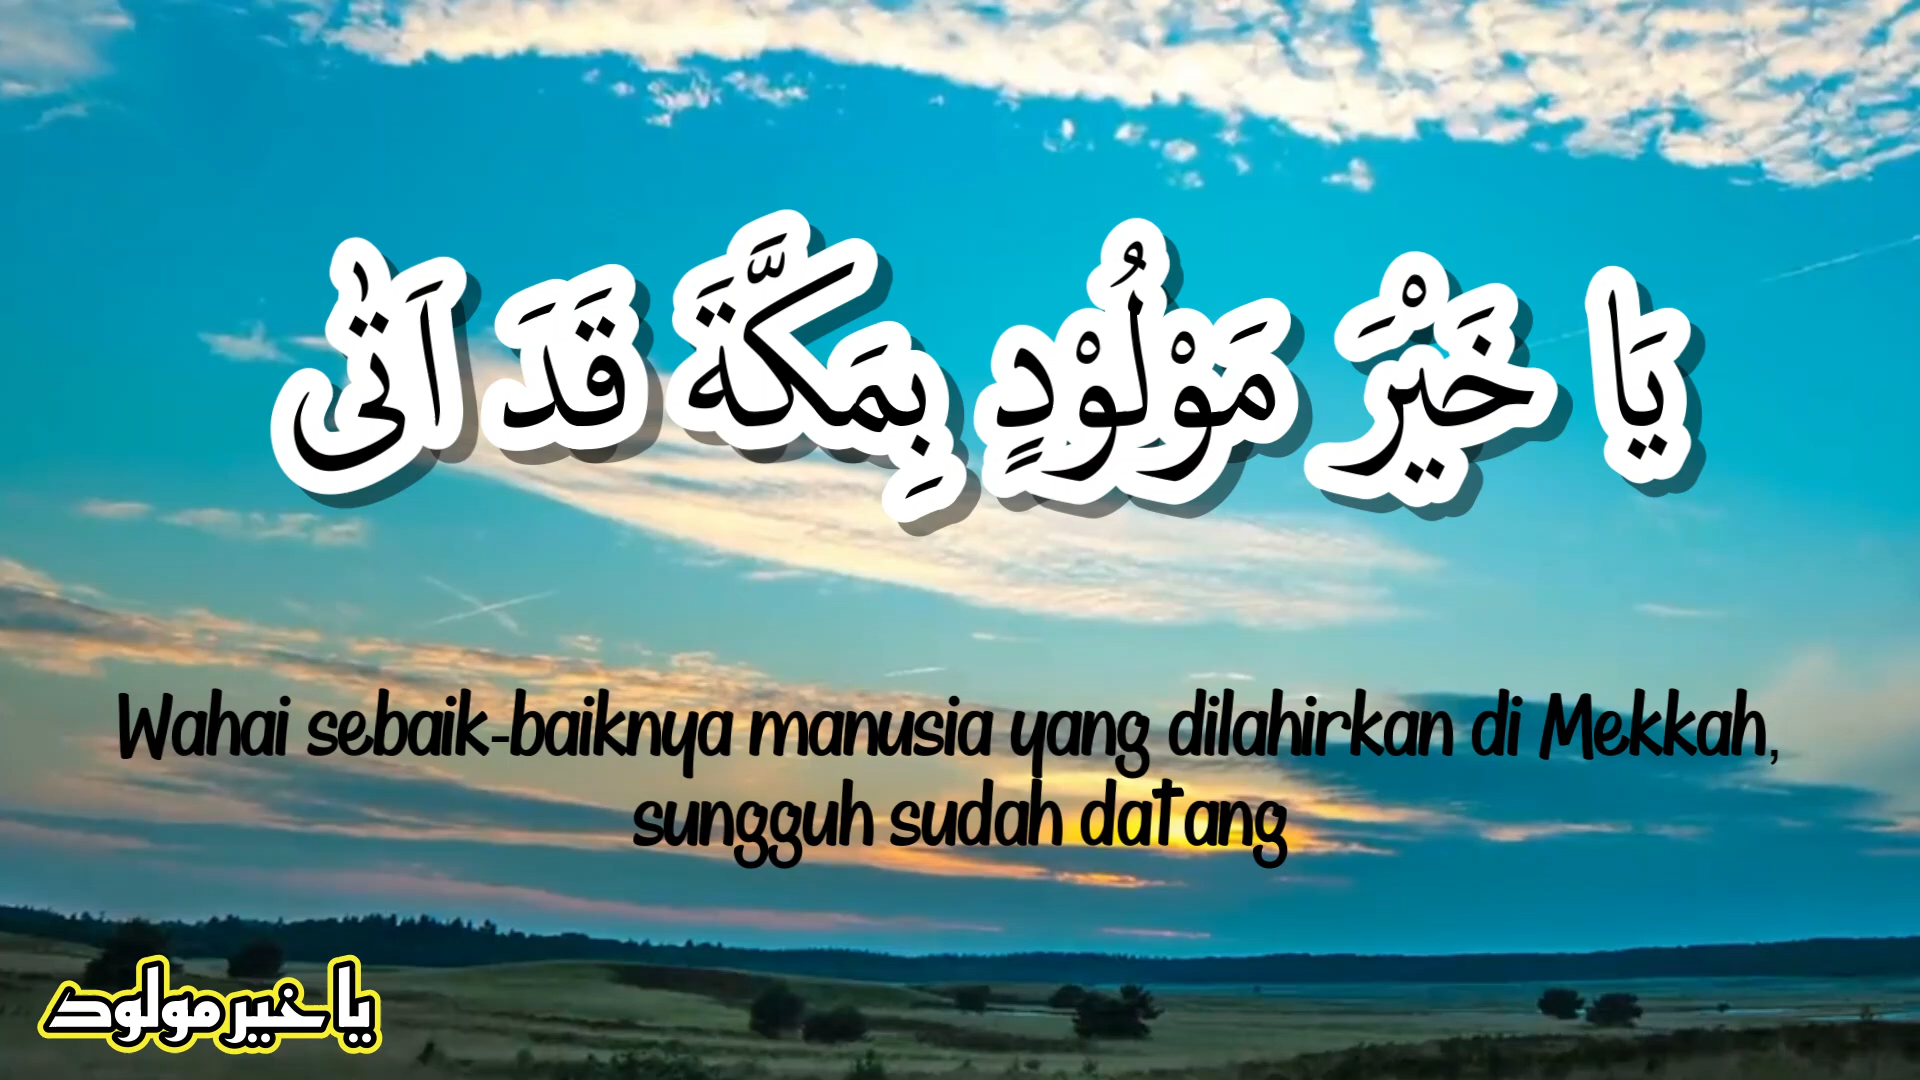 يَا خَيْرَ مَوْلُوْدٍ بِمَكَّةَ قَدَ اَتٰى
Wahai sebaik-baiknya manusia yang dilahirkan di Mekkah,
sungguh sudah datang
يا خير مولود